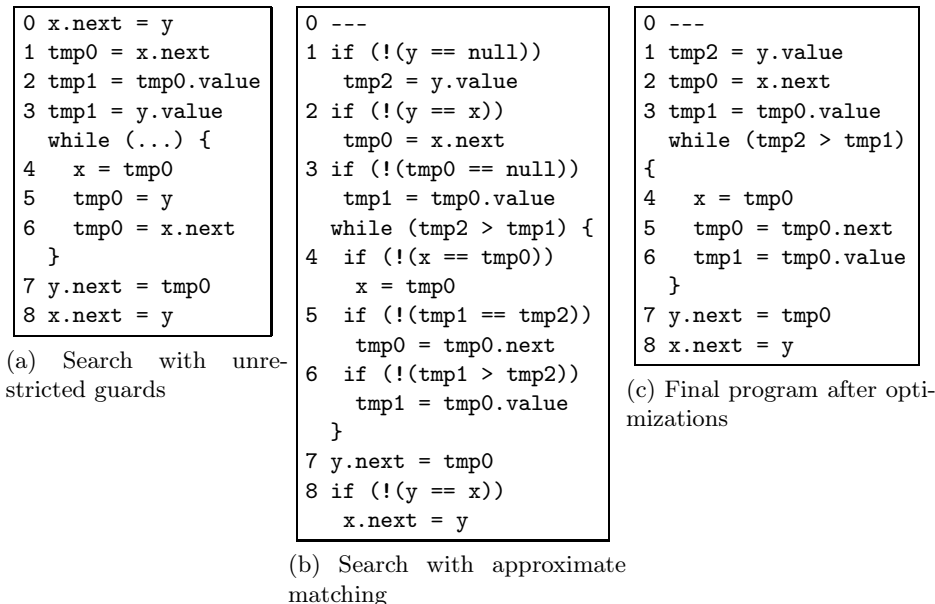 0 x.next = y
1 tmp0 = x.next
2 tmp1 = tmp0.value
3 tmp1 = y.value
while (...) {
4 x = tmp0
5 tmp0 = y
6 tmp0 = x.next
}
7 y.next = tmp0
8 x.next = y
(a) Search with unre-
stricted guards
0 ---
1 if (!(y == null))
tmp2 = y.value
2 if (!(y == x))
tmp0 = x.next
3 if (!(tmp0 == null))
tmp1 = tmp0.value
while (tmp2 > tmp1) {
4 if (!(x == tmp0))
x = tmp0
5 if (!(tmp1 == tmp2))
tmp0 = tmp0.next
6 if (!(tmp1 > tmp2))
tmp1 = tmp0.value
}
7 y.next = tmp0
8 if (!(y == x))
x.next = y
(b) Search with approximate
matching
0 ---
1 tmp2 = y.value
2 tmp0 = x.next
3 tmp1 = tmp0.value
while (tmp2 > tmp1)
{
4 x = tmp0
5 tmp0 = tmp0.next
6 tmp1 = tmp0.value
}
7 y.next = tmp0
8 x.next = y
(c) Final program after opti-
mizations